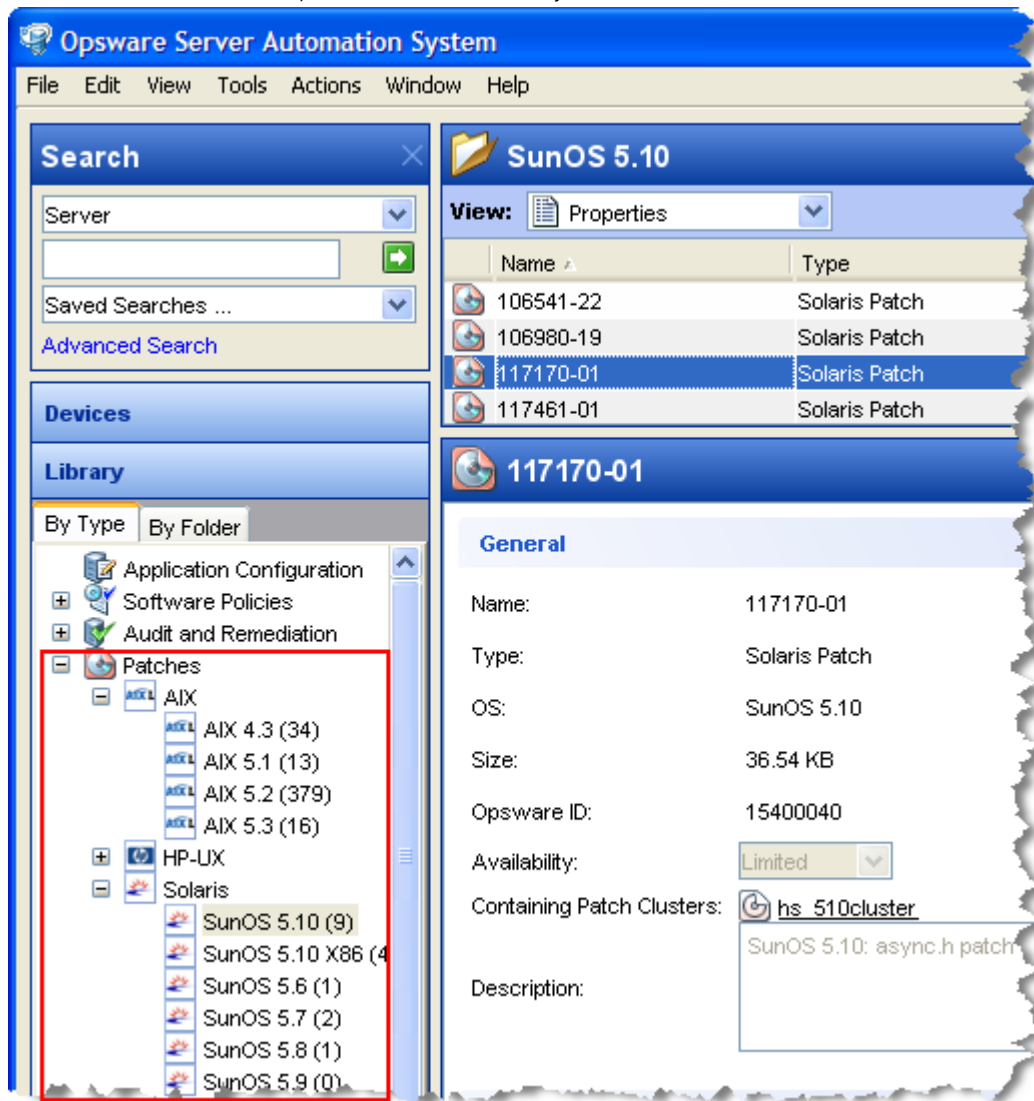 Opsware Server Automation System
File Edit View Tools Actions Window Help
Search
Server
Saved Searches ...
Advanced Search
Devices
Library
By Type By Folder
Application Configuration
Software Policies
Audit and Remediation
Patches
AIX
AIX 4.3 (34)
AIX 5.1 (13)
AIX 5.2 (379)
AIX 5.3 (16)
HP-UX
Solaris
SunOS 5.10 (9)
SunOS 5.10 X86 (4
SunOS 5.6 (1)
SunOS 5.7 (2)
SunOS 5.8 (1)
SunOS 5.9 (0)
SunOS 5.10
View: Properties
Name Type
106541-22 Solaris Patch
106980-19 Solaris Patch
117170-01 Solaris Patch
117461-01 Solaris Patch
117170-01
General
Name: 117170-01
Type: Solaris Patch
OS: SunOS 5.10
Size: 36.54 KB
Opsware ID: 15400040
Availability: Limited
Containing Patch Clusters: hs_510cluster
Description: SunOS 5.10: async.h patch